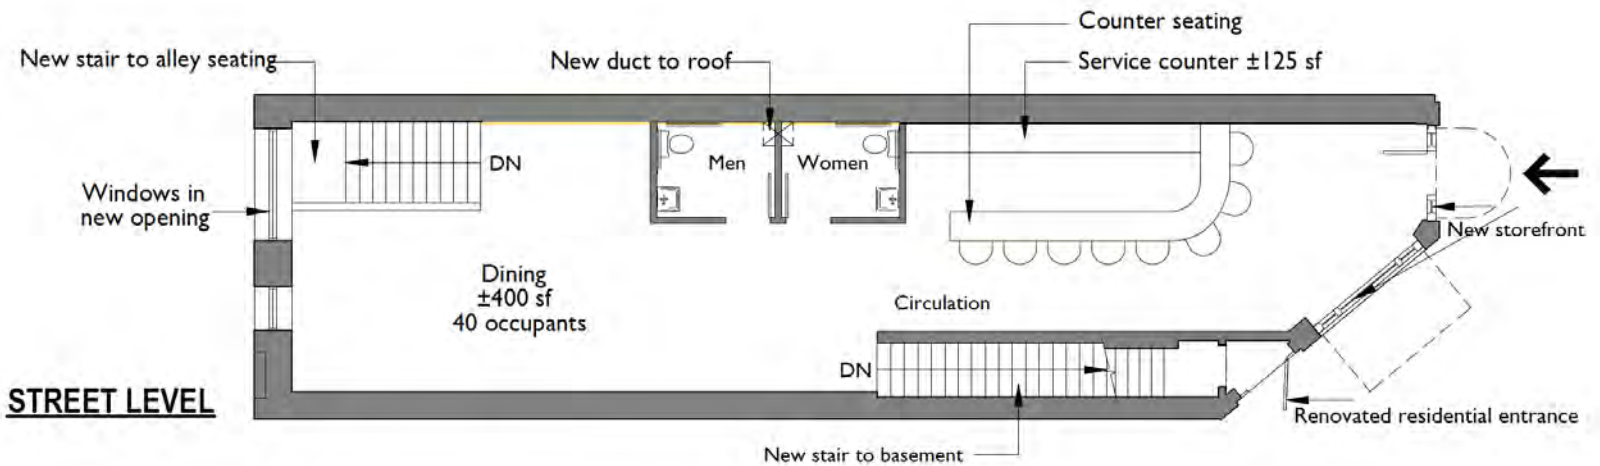 Counter seating
New stair to alley seating
New duct to roof
Service counter ±125 sf
DN
Men
Women
Windows in
new opening
New storefront
Dining
±400 sf
40 occupants
Circulation
DN
STREET LEVEL
Renovated residential entrance
New stair to basement